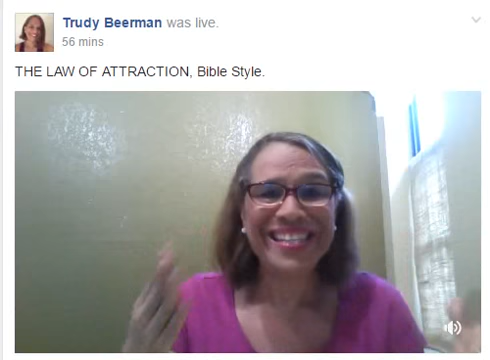 Trudy Beerman was live.
56 mins
THE LAW OF ATTRACTION, Bible Style.